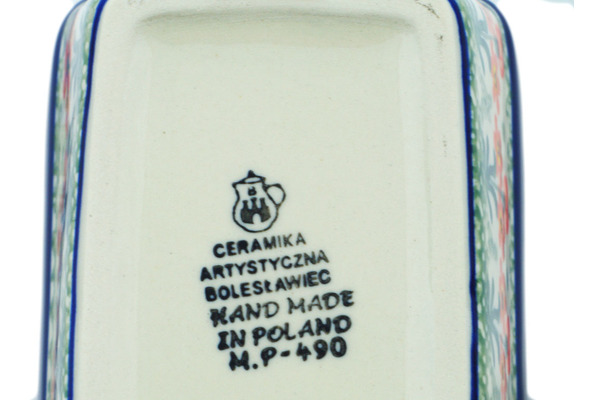 CERAMIKA
ARTYSTYCZNA
BOLESŁAWIEC
HAND MADE
IN POLAND
M.P-490